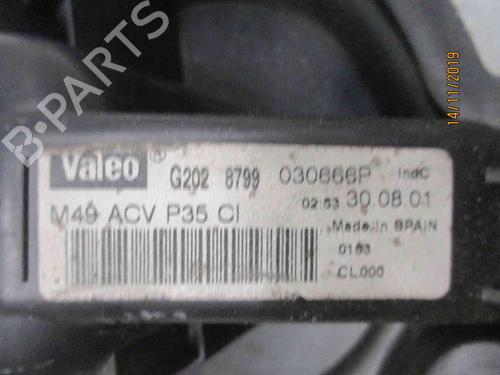 B-PARTS
14/11/2019
Valeo® G202 8799 030666P IndC
M49 ACV P35 CI 02:53 30.08.01
Made in SPAIN
0163
CL000